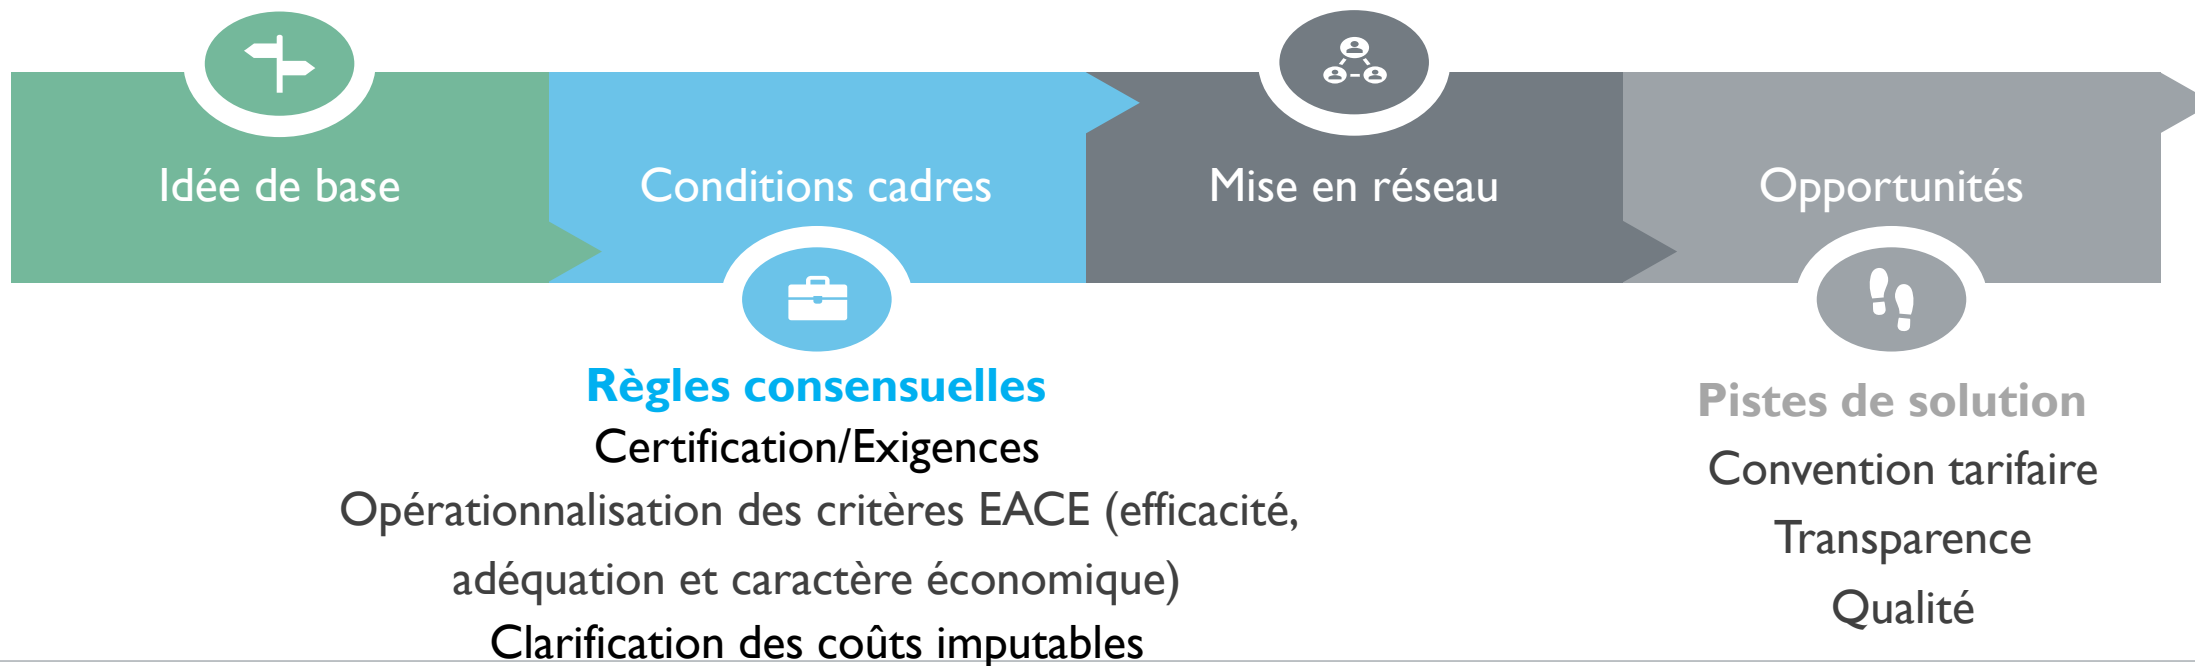 Idée de base
Conditions cadres
Mise en réseau
Opportunités
Règles consensuelles
Certification/Exigences
Opérationnalisation des critères EACE (efficacité,
adéquation et caractère économique)
Clarification des coûts imputables
Pistes de solution
Convention tarifaire
Transparence
Qualité